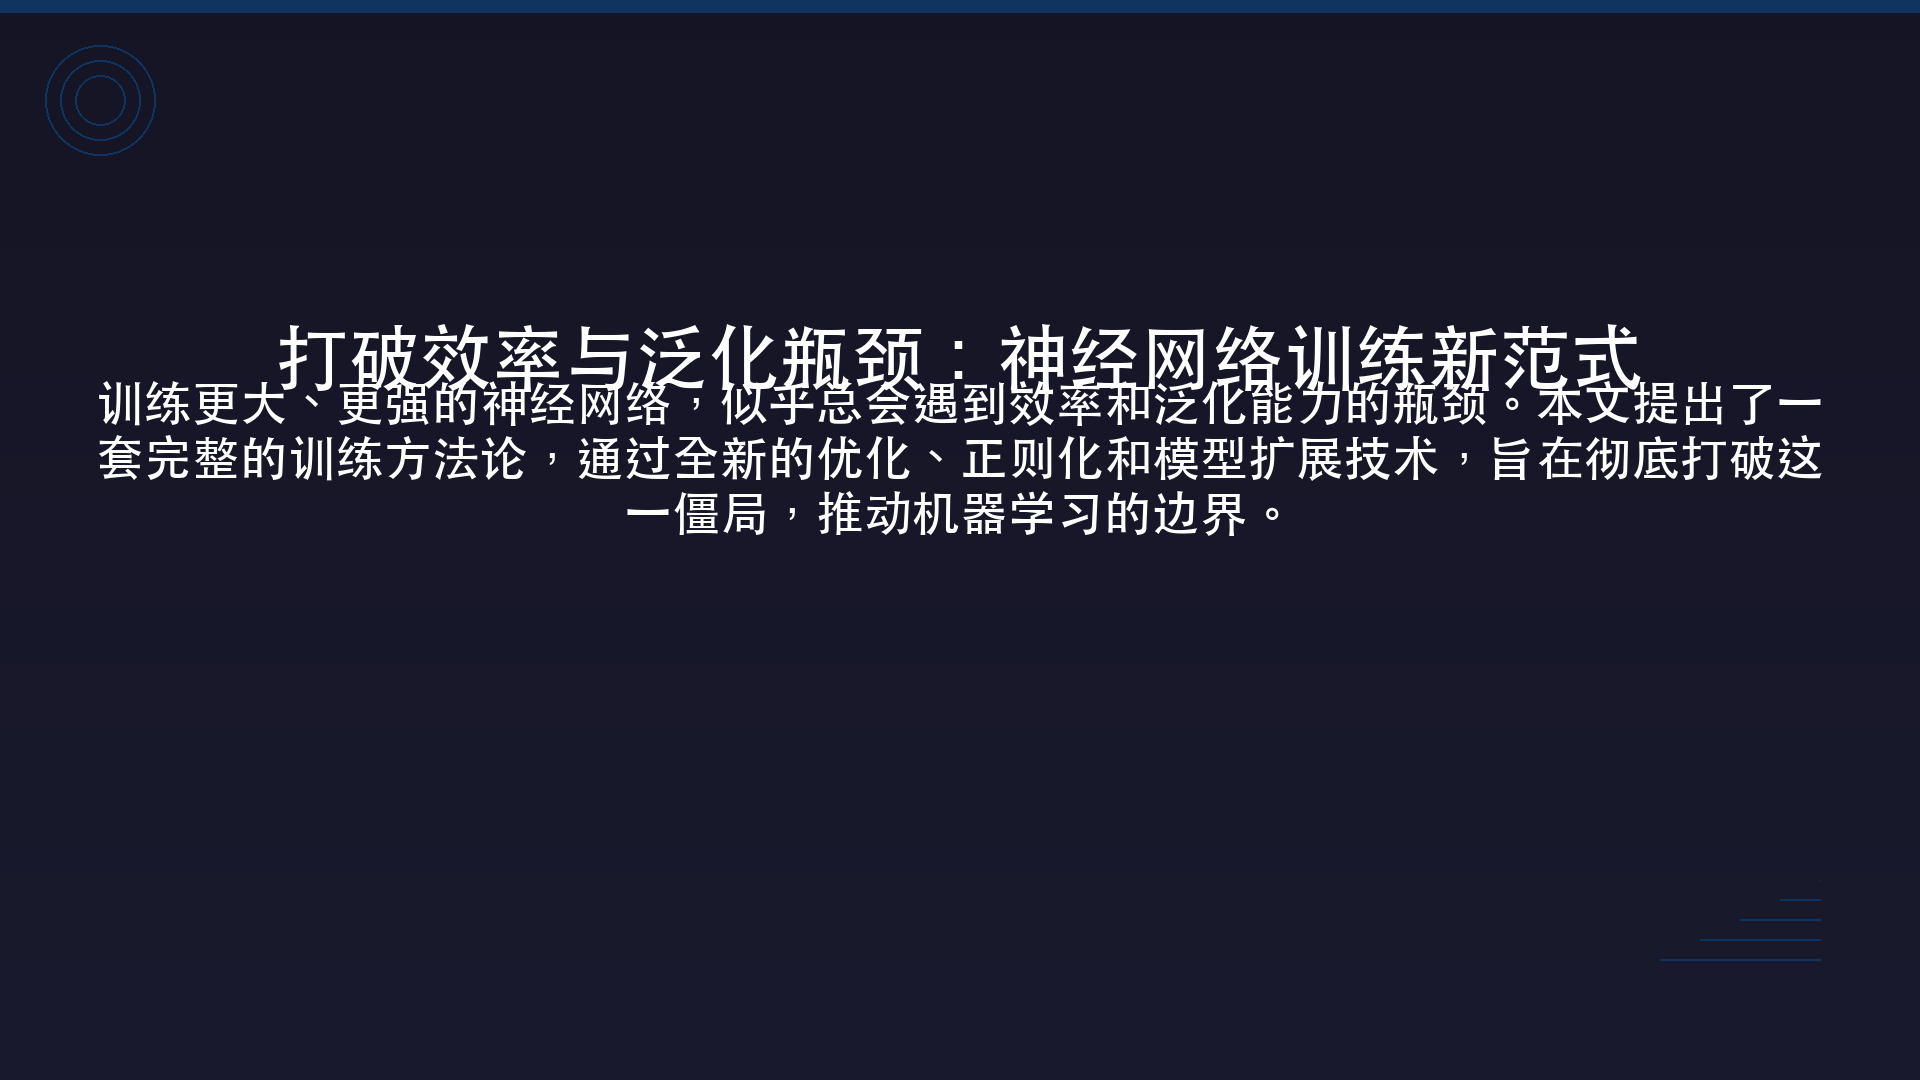 打破效率与泛化瓶颈：神经网络训练新范式
训练更大、更强的神经网络，似乎总会遇到效率和泛化能力的瓶颈。本文提出了一
套完整的训练方法论，通过全新的优化、正则化和模型扩展技术，旨在彻底打破这
一僵局，推动机器学习的边界。